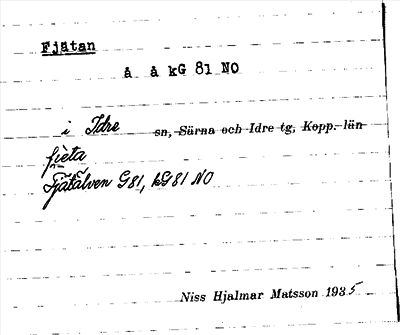 Fjätan
å å kG 81 NO
i Idre sn, Särna och Idre tg, Kopp. län
fieta
Fjätälven G81, kG81 NO
Niss Hjalmar Matsson 1935